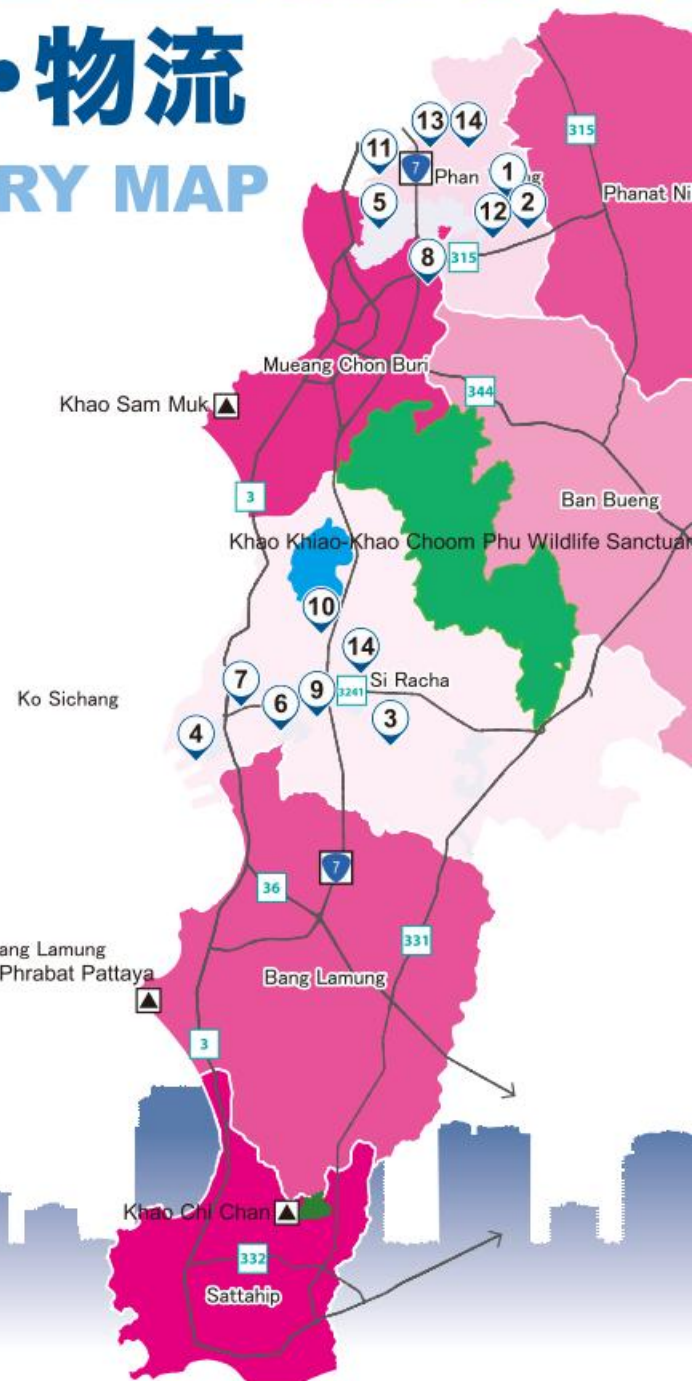 ・物流
RY MAP
13
14
11
7
315
Phan
ng
1
5
12
2
Phanat Ni
8
315
Mueang Chon Buri
344
Khao Sam Muk
3
Ban Bueng
Khao Khiao-Khao Choom Phu Wildlife Sanctuar
10
14
Si Racha
7
6
9
3241
Ko Sichang
4
3
7
36
331
ang Lamung
Phrabat Pattaya
Bang Lamung
3
Khao Chi Chan
332
Sattahip